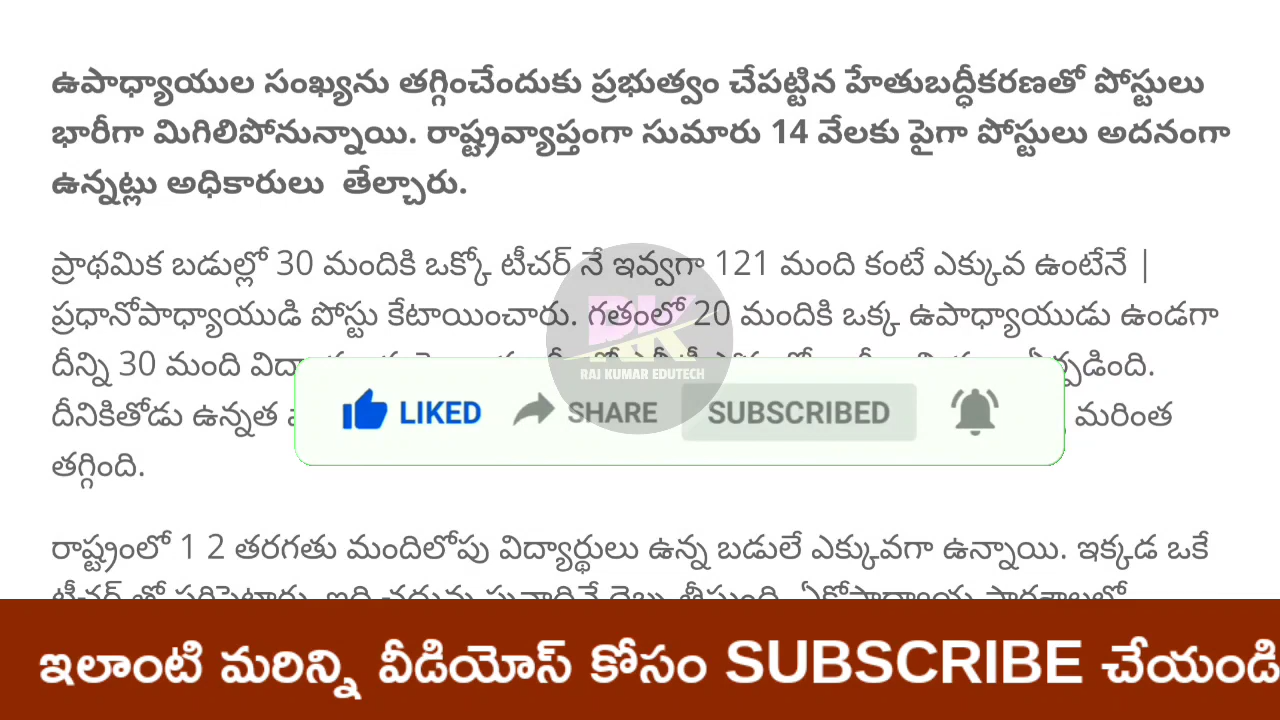 ఉపాధ్యాయుల సంఖ్యను తగ్గించేందుకు ప్రభుత్వం చేపట్టిన హేతుబద్ధీకరణతో పోస్టులు
భారీగా మిగిలిపోనున్నాయి. రాష్ట్రవ్యాప్తంగా సుమారు 14 వేలకు పైగా పోస్టులు అదనంగా
ఉన్నట్లు అధికారులు తేల్చారు.
ప్రాథమిక బడుల్లో 30 మందికి ఒక్కో టీచర్ నే ఇవ్వగా 121 మంది కంటే ఎక్కువ ఉంటేనే |
ప్రధానోపాధ్యాయుడి పోస్టు కేటాయించారు. గతంలో 20 మందికి ఒక్క ఉపాధ్యాయుడు ఉండగా
RK
దీన్ని 30 మంది
RAJ KUMAR EDUTECH
దీనికితోడు ఉన్నత మరింత
LIKED SHARE SUBSCRIBED
తగ్గింది.
రాష్ట్రంలో 1 2 తరగతు మందిలోపు విద్యార్థులు ఉన్న బడులే ఎక్కువగా ఉన్నాయి. ఇక్కడ ఒకే
ఇలాంటి మరిన్ని వీడియోస్ కోసం SUBSCRIBE చేయండి